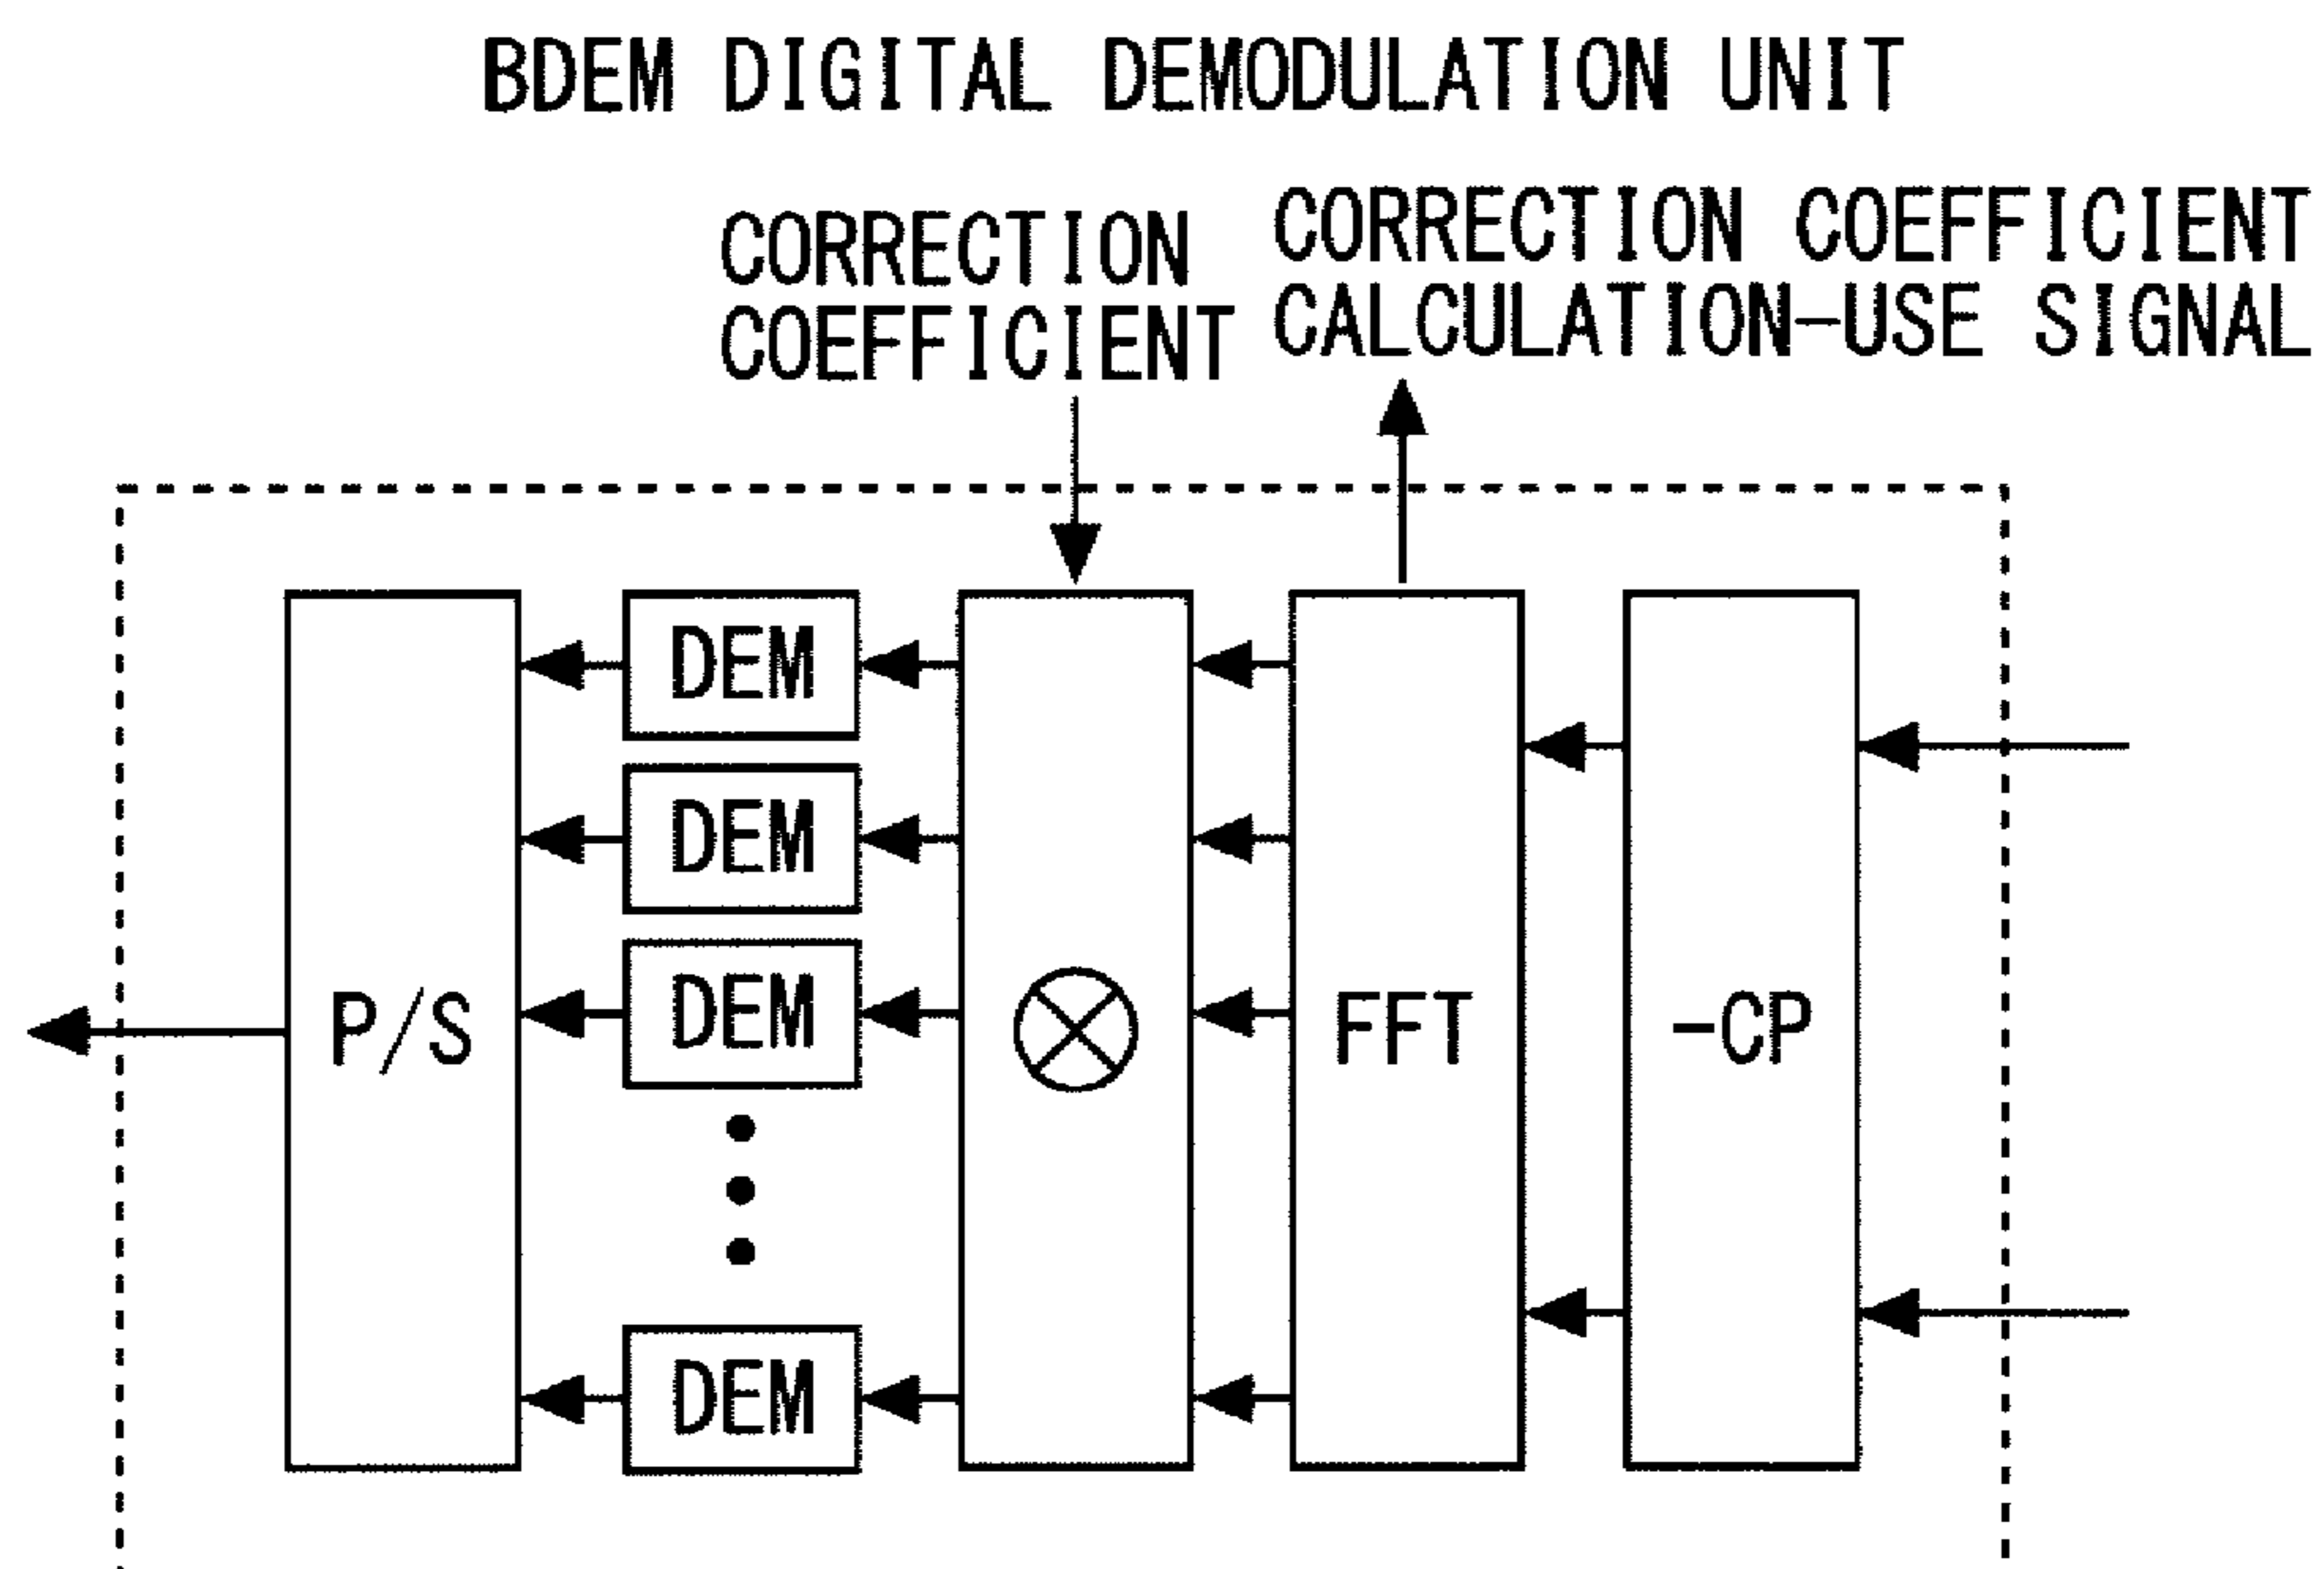 BDEM DIGITAL DEMODULATION UNIT
CORRECTION
COEFFICIENT
CORRECTION COEFFICIENT
CALCULATION-USE SIGNAL
DEM
DEM
DEM
DEM
P/S
FFT
-CP